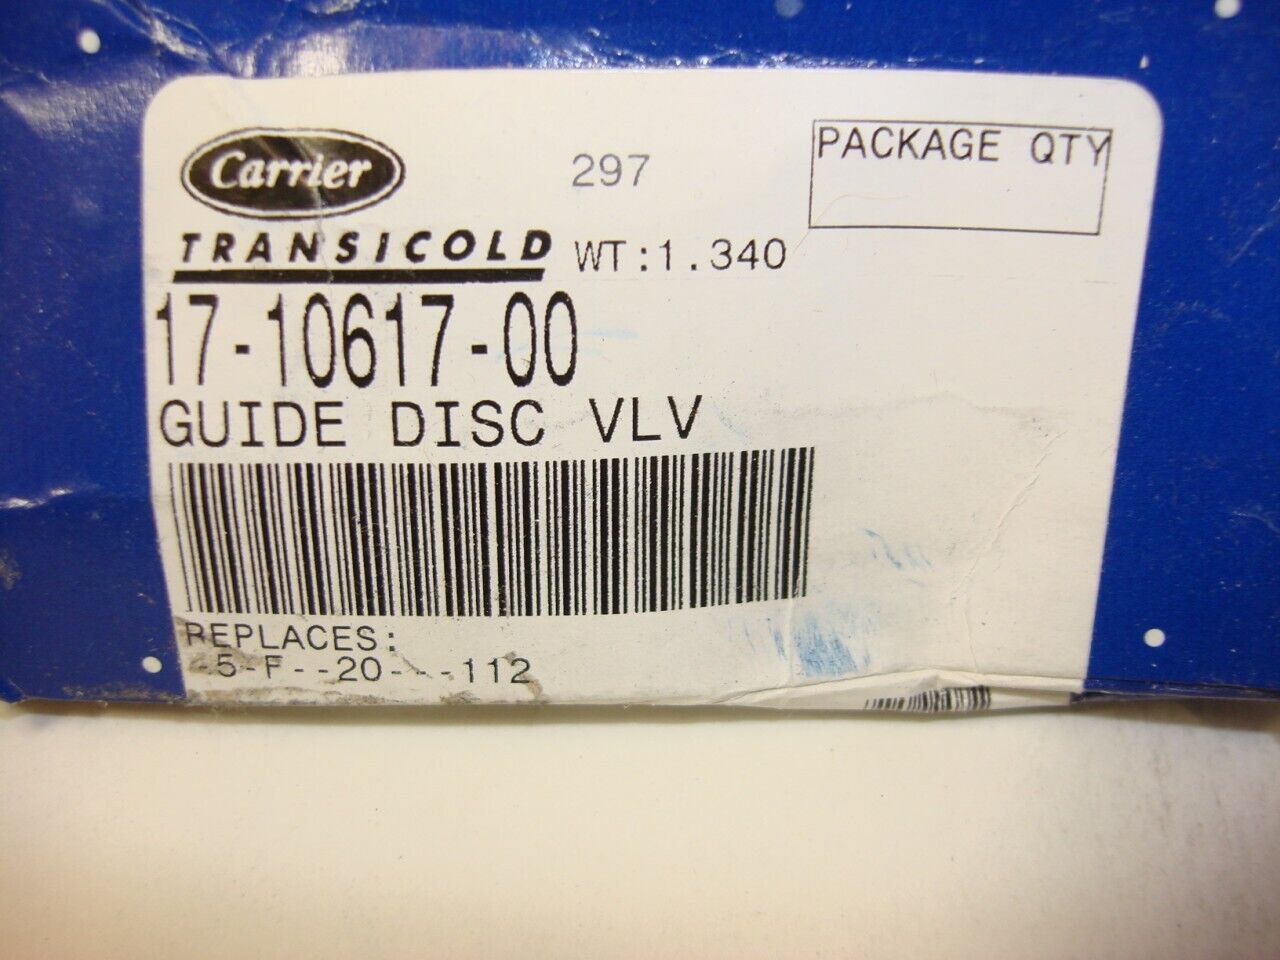 Carrier
TRANSICOLD
297
WT:1.340
PACKAGE QTY
17-10617-00
GUIDE DISC VLV
REPLACES:
-5-F--20---112